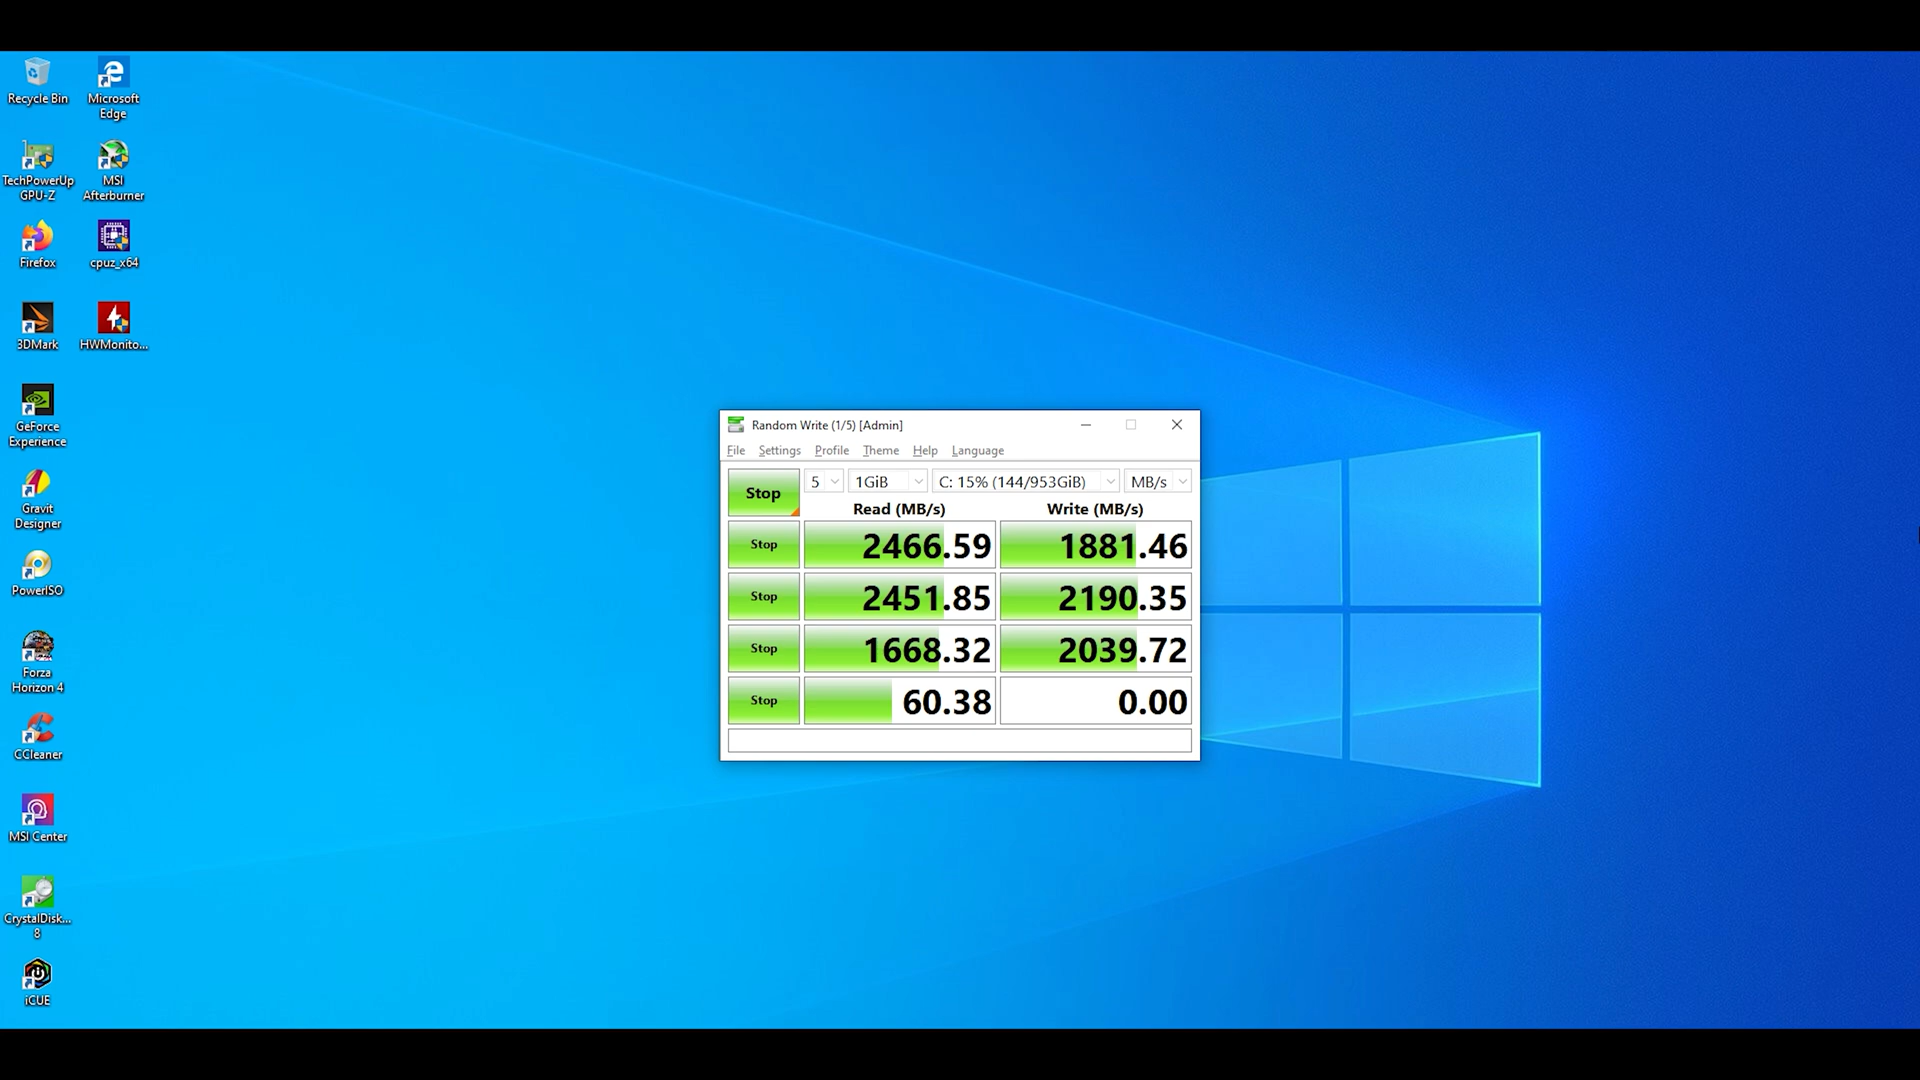 Recycle Bin
Microsoft
Edge
TechPowerUp
GPU-Z
MSI
Afterburner
Firefox
cpuz_x64
3DMark
HWMonito...
GeForce
Experience
Gravit
Designer
PowerISO
Forza
Horizon 4
CCleaner
MSI Center
CrystalDisk...
8
iCUE
Random Write (1/5) [Admin]
File Settings Profile Theme Help Language
Stop 5 1GiB C: 15% (144/953GiB) MB/s
Read (MB/s) Write (MB/s)
Stop 2466.59 1881.46
Stop 2451.85 2190.35
Stop 1668.32 2039.72
Stop 60.38 0.00